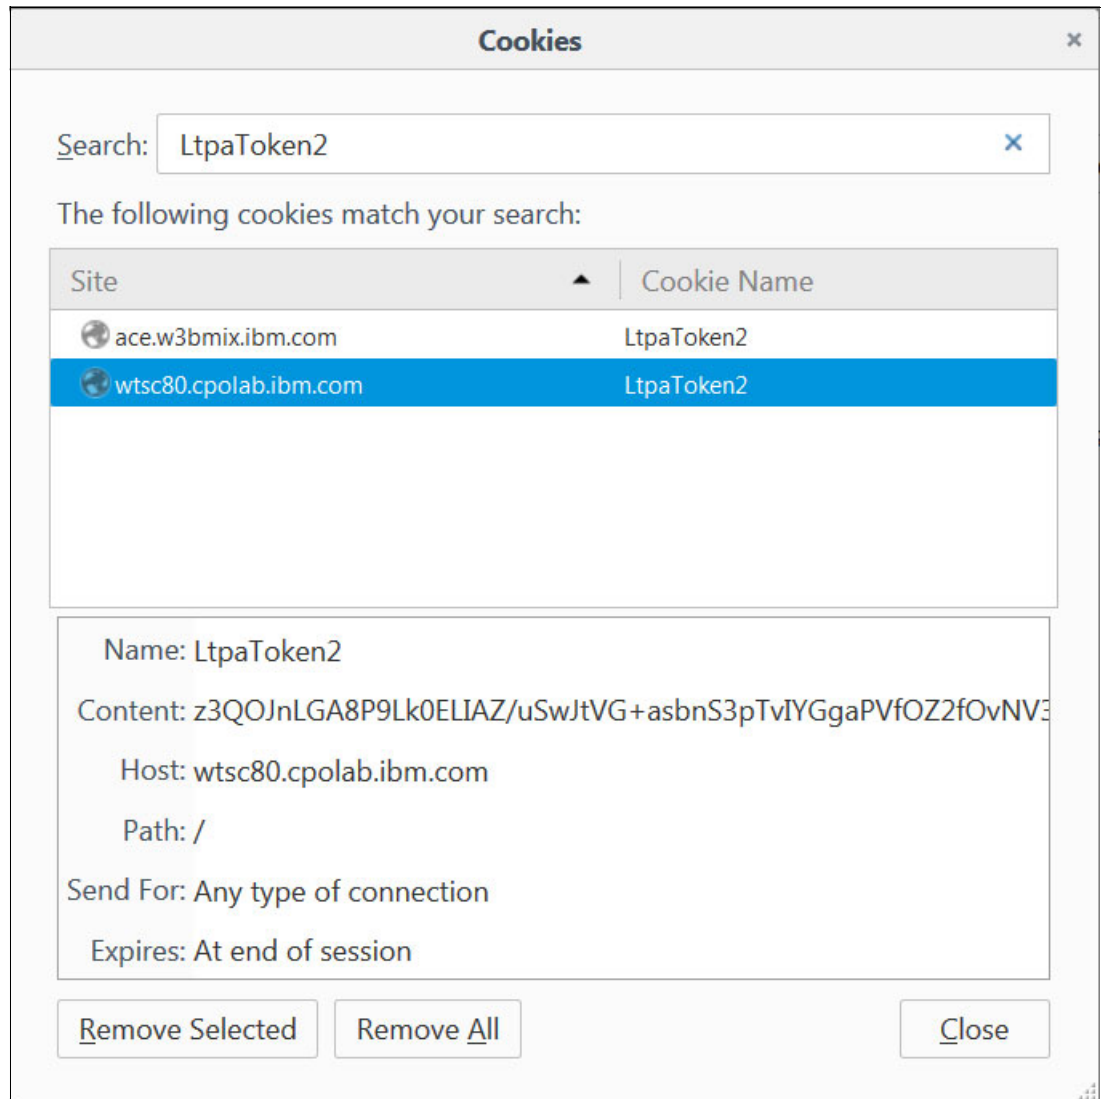 Cookies
Search: LtpaToken2
The following cookies match your search:
Site Cookie Name
ace.w3bmix.ibm.com LtpaToken2
wtsc80.cpolab.ibm.com LtpaToken2
Name: LtpaToken2
Content: z3QOJnLGA8P9Lk0ELIAZ/uSwJtVG+asbnS3pTvIYGgaPVfOZ2fOvNV3
Host: wtsc80.cpolab.ibm.com
Path: /
Send For: Any type of connection
Expires: At end of session
Remove Selected Remove All Close